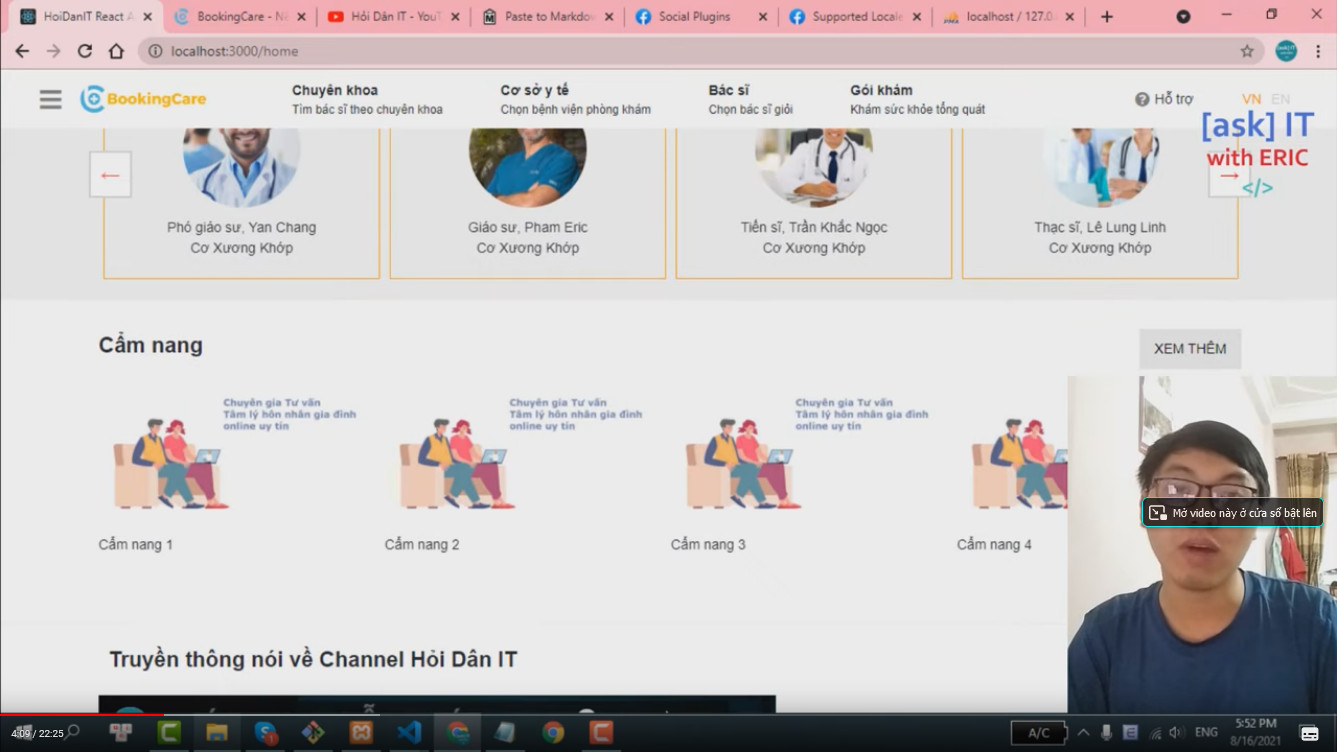 HoiDanIT React A
BookingCare - N
Hỏi Dân IT - YouT
Paste to Markdo
Social Plugins
Supported Locale
localhost / 127.0.
localhost:3000/home
BookingCare
Chuyên khoa
Tìm bác sĩ theo chuyên khoa
Cơ sở y tế
Chọn bệnh viện phòng khám
Bác sĩ
Chọn bác sĩ giỏi
Gói khám
Khám sức khỏe tổng quát
Hỗ trợ
VN EN
[ask] IT
with ERIC
</>
Phó giáo sư, Yan Chang
Cơ Xương Khớp
Giáo sư, Pham Eric
Cơ Xương Khớp
Tiến sĩ, Trần Khắc Ngọc
Cơ Xương Khớp
Thạc sĩ, Lê Lung Linh
Cơ Xương Khớp
Cẩm nang
XEM THÊM
Chuyên gia Tư vấn
Tâm lý hôn nhân gia đình
online uy tín
Chuyên gia Tư vấn
Tâm lý hôn nhân gia đình
online uy tín
Chuyên gia Tư vấn
Tâm lý hôn nhân gia đình
online uy tín
Cẩm nang 1
Cẩm nang 2
Cẩm nang 3
Cẩm nang 4
Mở video này ở cửa sổ bật lên
Truyền thông nói về Channel Hỏi Dân IT
4:09 / 22:25
A/C
ENG
5:52 PM
8/16/2021